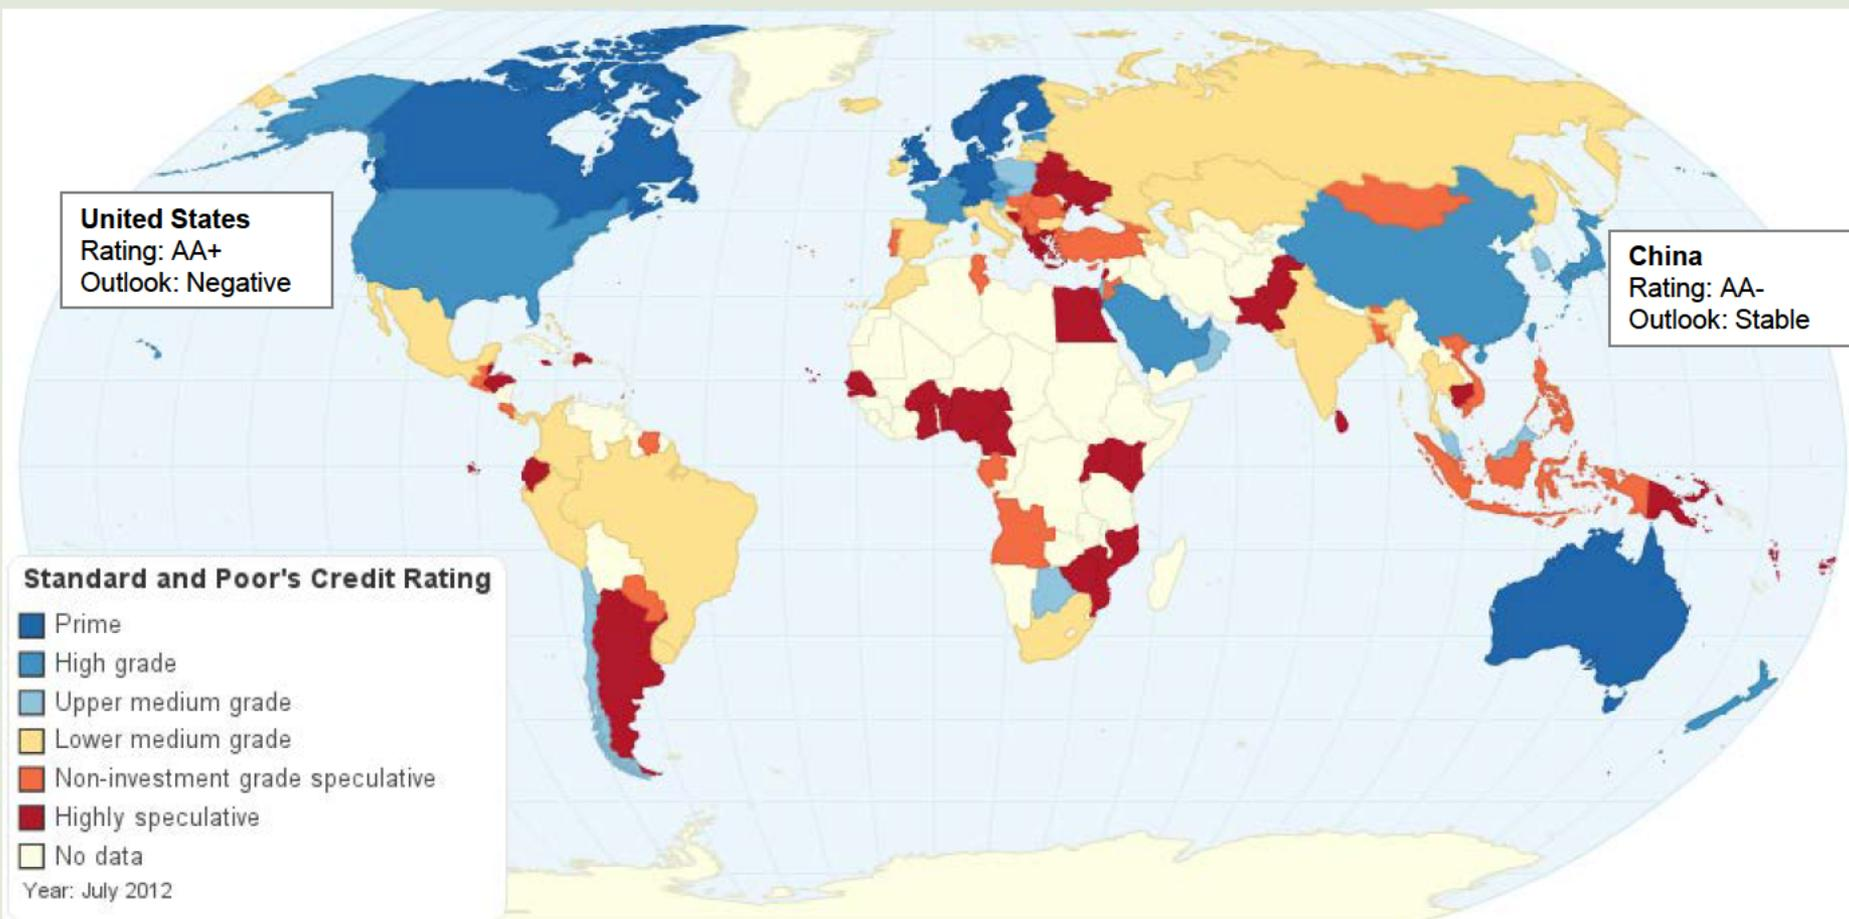 United States
Rating: AA+
Outlook: Negative
China
Rating: AA-
Outlook: Stable
Standard and Poor's Credit Rating
Prime
High grade
Upper medium grade
Lower medium grade
Non-investment grade speculative
Highly speculative
No data
Year: July 2012